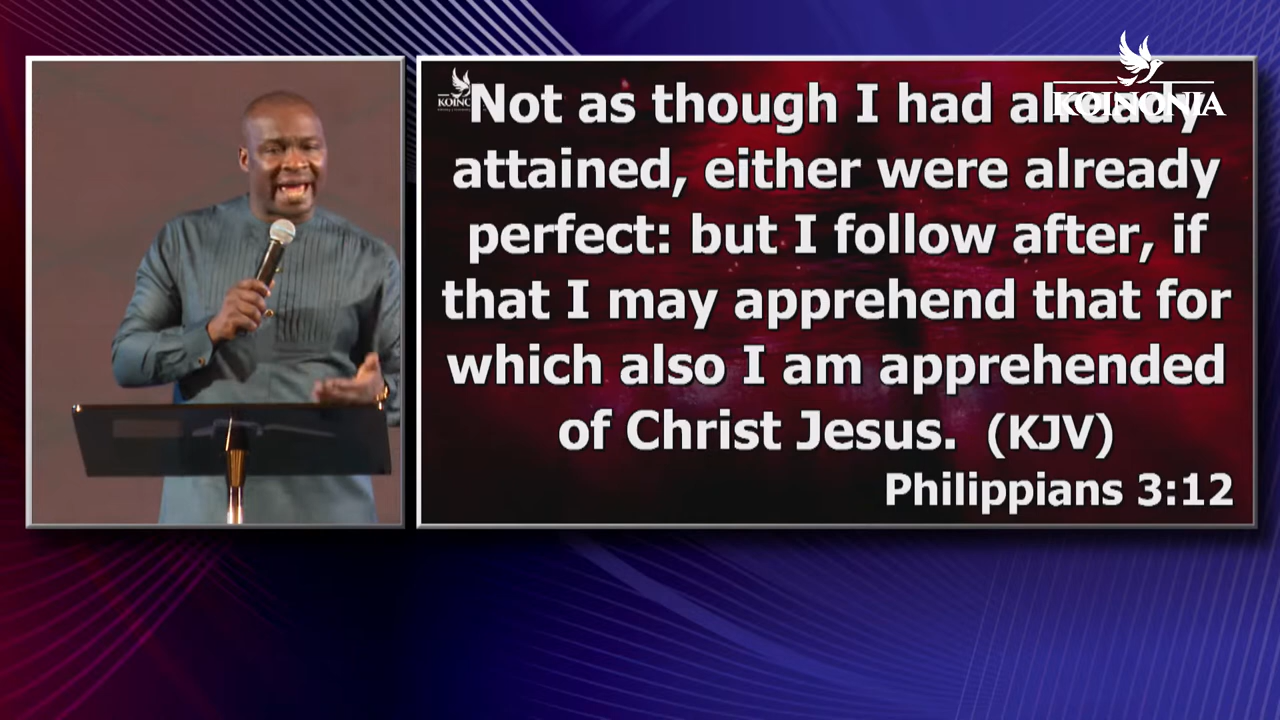 KOINONIA
Not as though I had already
attained, either were already
perfect: but I follow after, if
that I may apprehend that for
which also I am apprehended
of Christ Jesus. (KJV)
Philippians 3:12